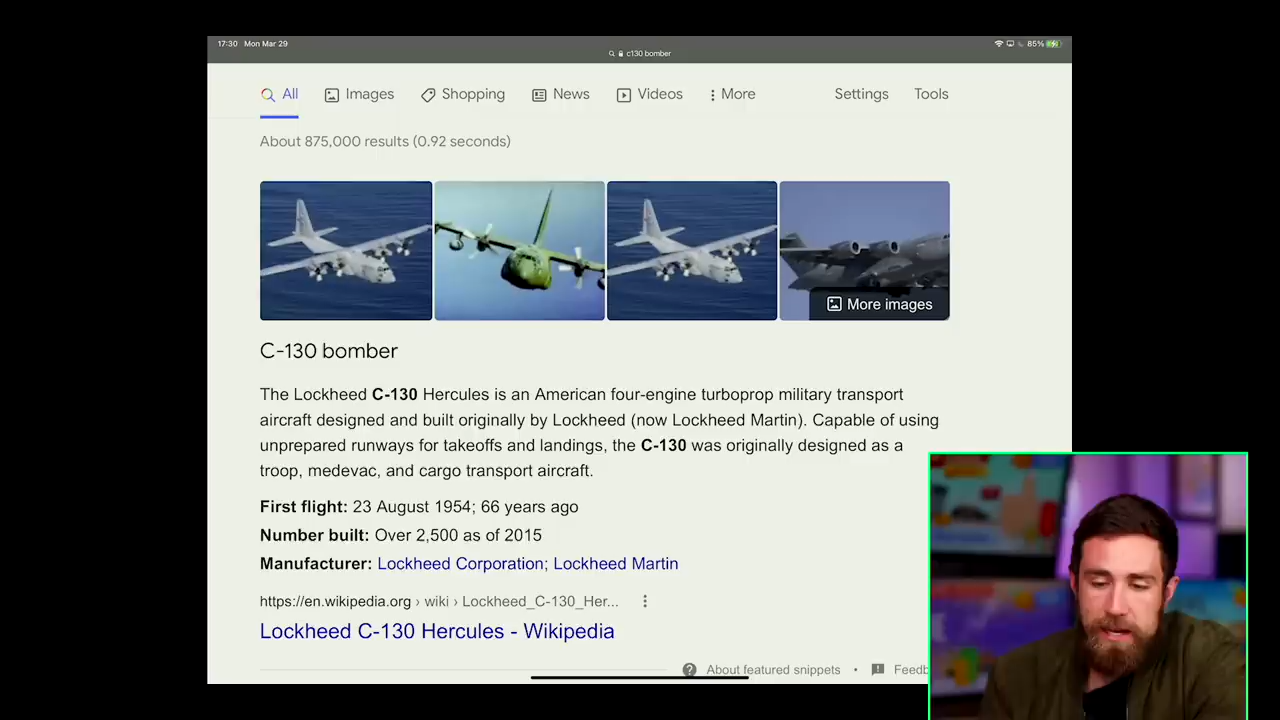 17:30 Mon Mar 29
c130 bomber
85%
All Images Shopping News Videos More Settings Tools
About 875,000 results (0.92 seconds)
More images
C-130 bomber
The Lockheed C-130 Hercules is an American four-engine turboprop military transport
aircraft designed and built originally by Lockheed (now Lockheed Martin). Capable of using
unprepared runways for takeoffs and landings, the C-130 was originally designed as a
troop, medevac, and cargo transport aircraft.
First flight: 23 August 1954; 66 years ago
Number built: Over 2,500 as of 2015
Manufacturer: Lockheed Corporation; Lockheed Martin
https://en.wikipedia.org › wiki › Lockheed_C-130_Her...
Lockheed C-130 Hercules - Wikipedia
About featured snippets • Feedb